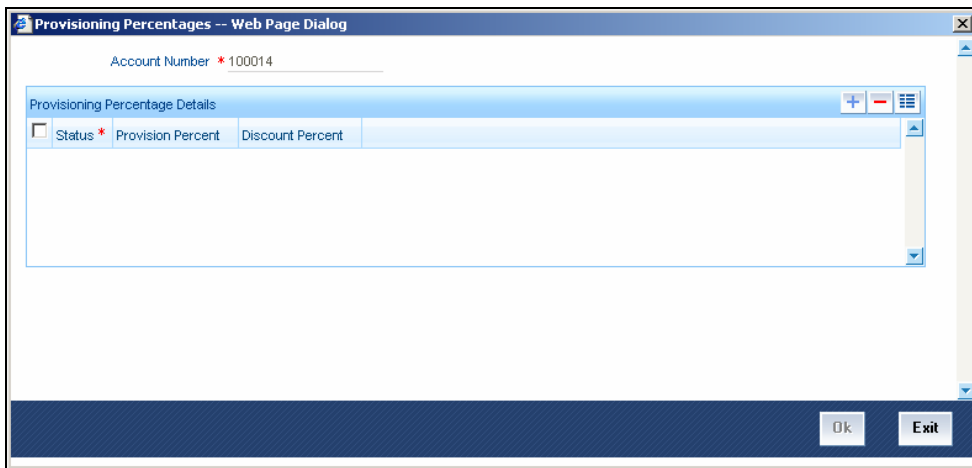 Provisioning Percentages -- Web Page Dialog
Account Number * 100014
Provisioning Percentage Details
Status * Provision Percent Discount Percent
Ok Exit